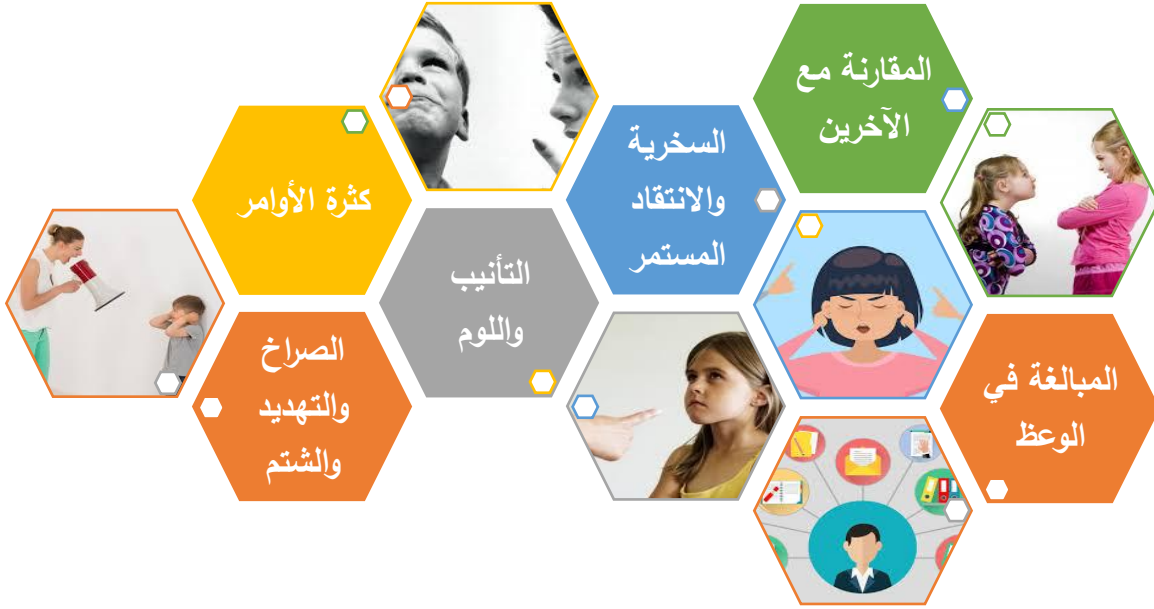 المقارنة مع
الآخرين
السخرية
والانتقاد
المستمر
كثرة الأوامر
التأنيب
واللوم
الصراخ
والتهديد
والشتم
المبالغة في
الوعظ